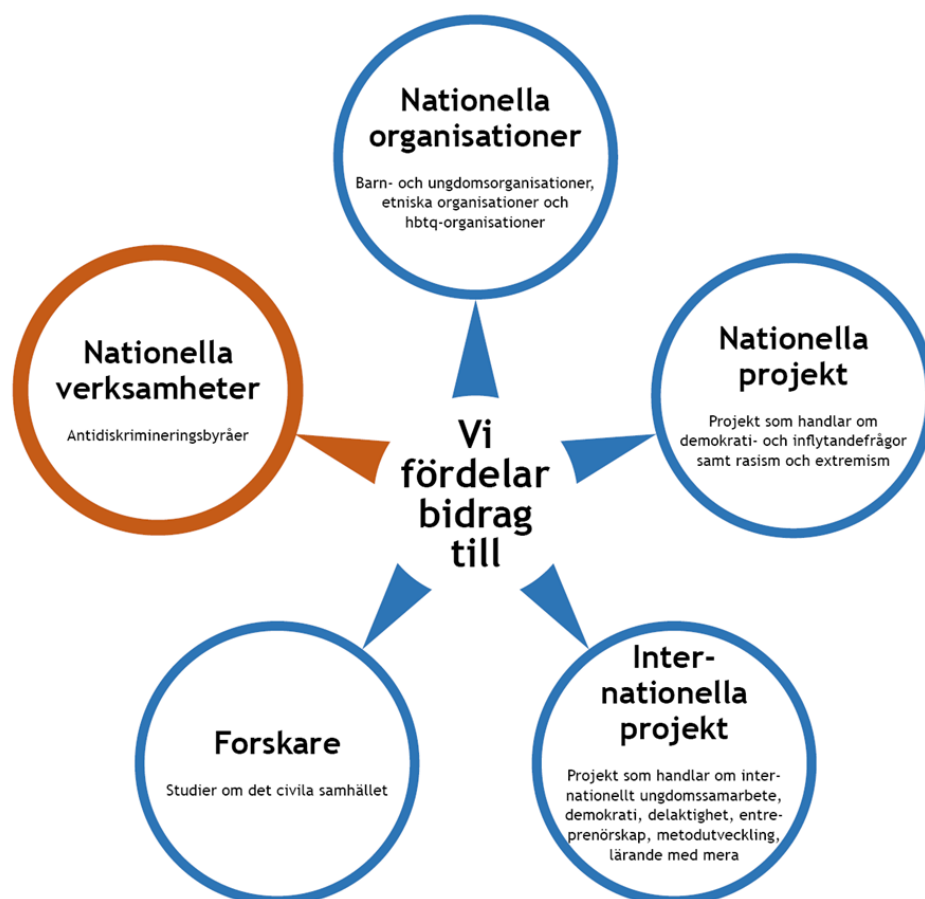 Nationella
organisationer
Barn- och ungdomsorganisationer,
etniska organisationer och
hbtq-organisationer
Nationella
verksamheter
Antidiskrimineringsbyråer
Nationella
projekt
Projekt som handlar om
demokrati- och inflytandefrågor
samt rasism och extremism
Vi
fördelar
bidrag
till
Forskare
Studier om det civila samhället
Inter-
nationella
projekt
Projekt som handlar om inter-
nationellt ungdomssamarbete,
demokrati, delaktighet, entre-
prenörskap, metodutveckling,
lärande med mera